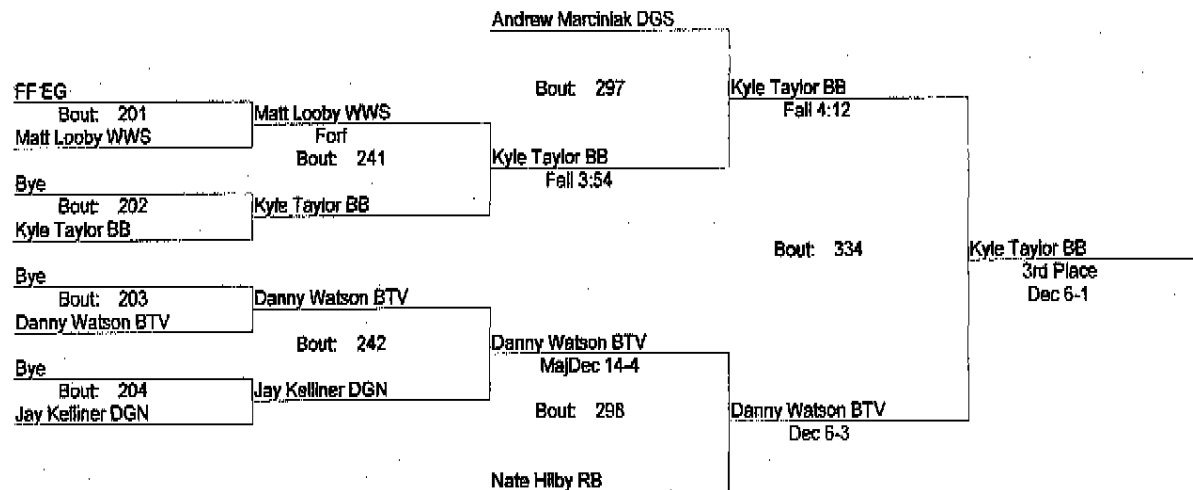 Andrew Marciniak DGS
FF EG
Bout: 201
Matt Looby WWS
Matt Looby WWS
Forf
Bout: 241
Bye
Bout: 202
Kyle Taylor BB
Kyle Taylor BB
Bout: 297
Kyle Taylor BB
Fall 3:54
Kyle Taylor BB
Fall 4:12
Bye
Bout: 203
Danny Watson BTV
Danny Watson BTV
Bout: 242
Bye
Bout: 204
Jay Kelliner DGN
Jay Kelliner DGN
Danny Watson BTV
MajDec 14-4
Bout: 298
Nate Hilby RB
Danny Watson BTV
Dec 6-3
Bout: 334
Kyle Taylor BB
3rd Place
Dec 6-1